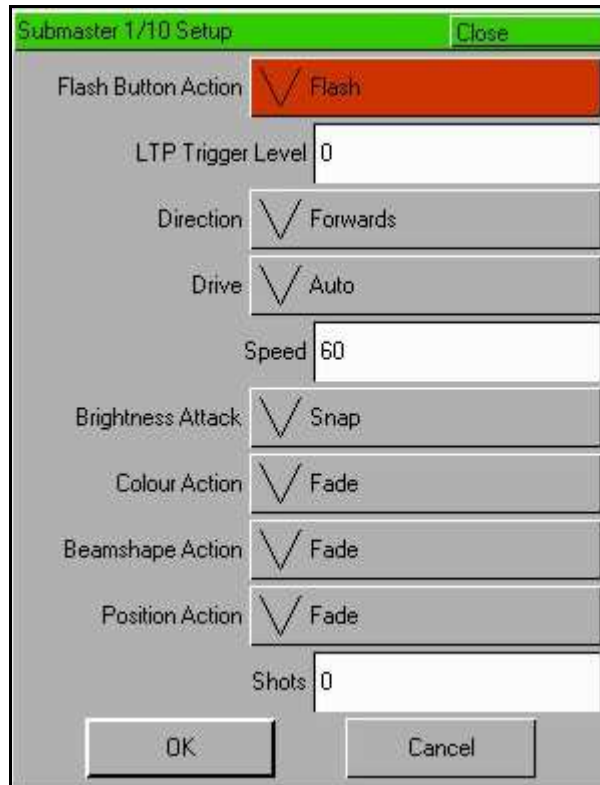 Submaster 1/10 Setup Close
Flash Button Action Flash
LTP Trigger Level 0
Direction Forwards
Drive Auto
Speed 60
Brightness Attack Snap
Colour Action Fade
Beamshape Action Fade
Position Action Fade
Shots 0
OK Cancel